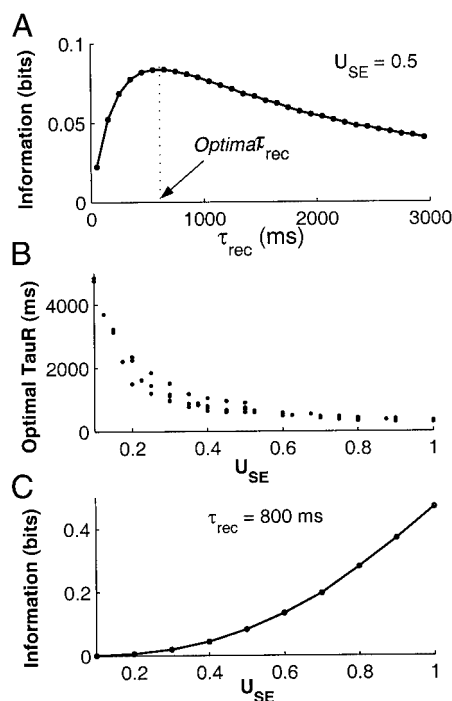 A
Information (bits)
0.1
0.05
0
U_SE = 0.5
Optimal τ_rec
0 1000 2000 3000
τ_rec (ms)
B
Optimal TauR (ms)
4000
2000
0
0.2 0.4 0.6 0.8 1
U_SE
C
Information (bits)
0.4
0.2
0
τ_rec = 800 ms
0.2 0.4 0.6 0.8 1
U_SE